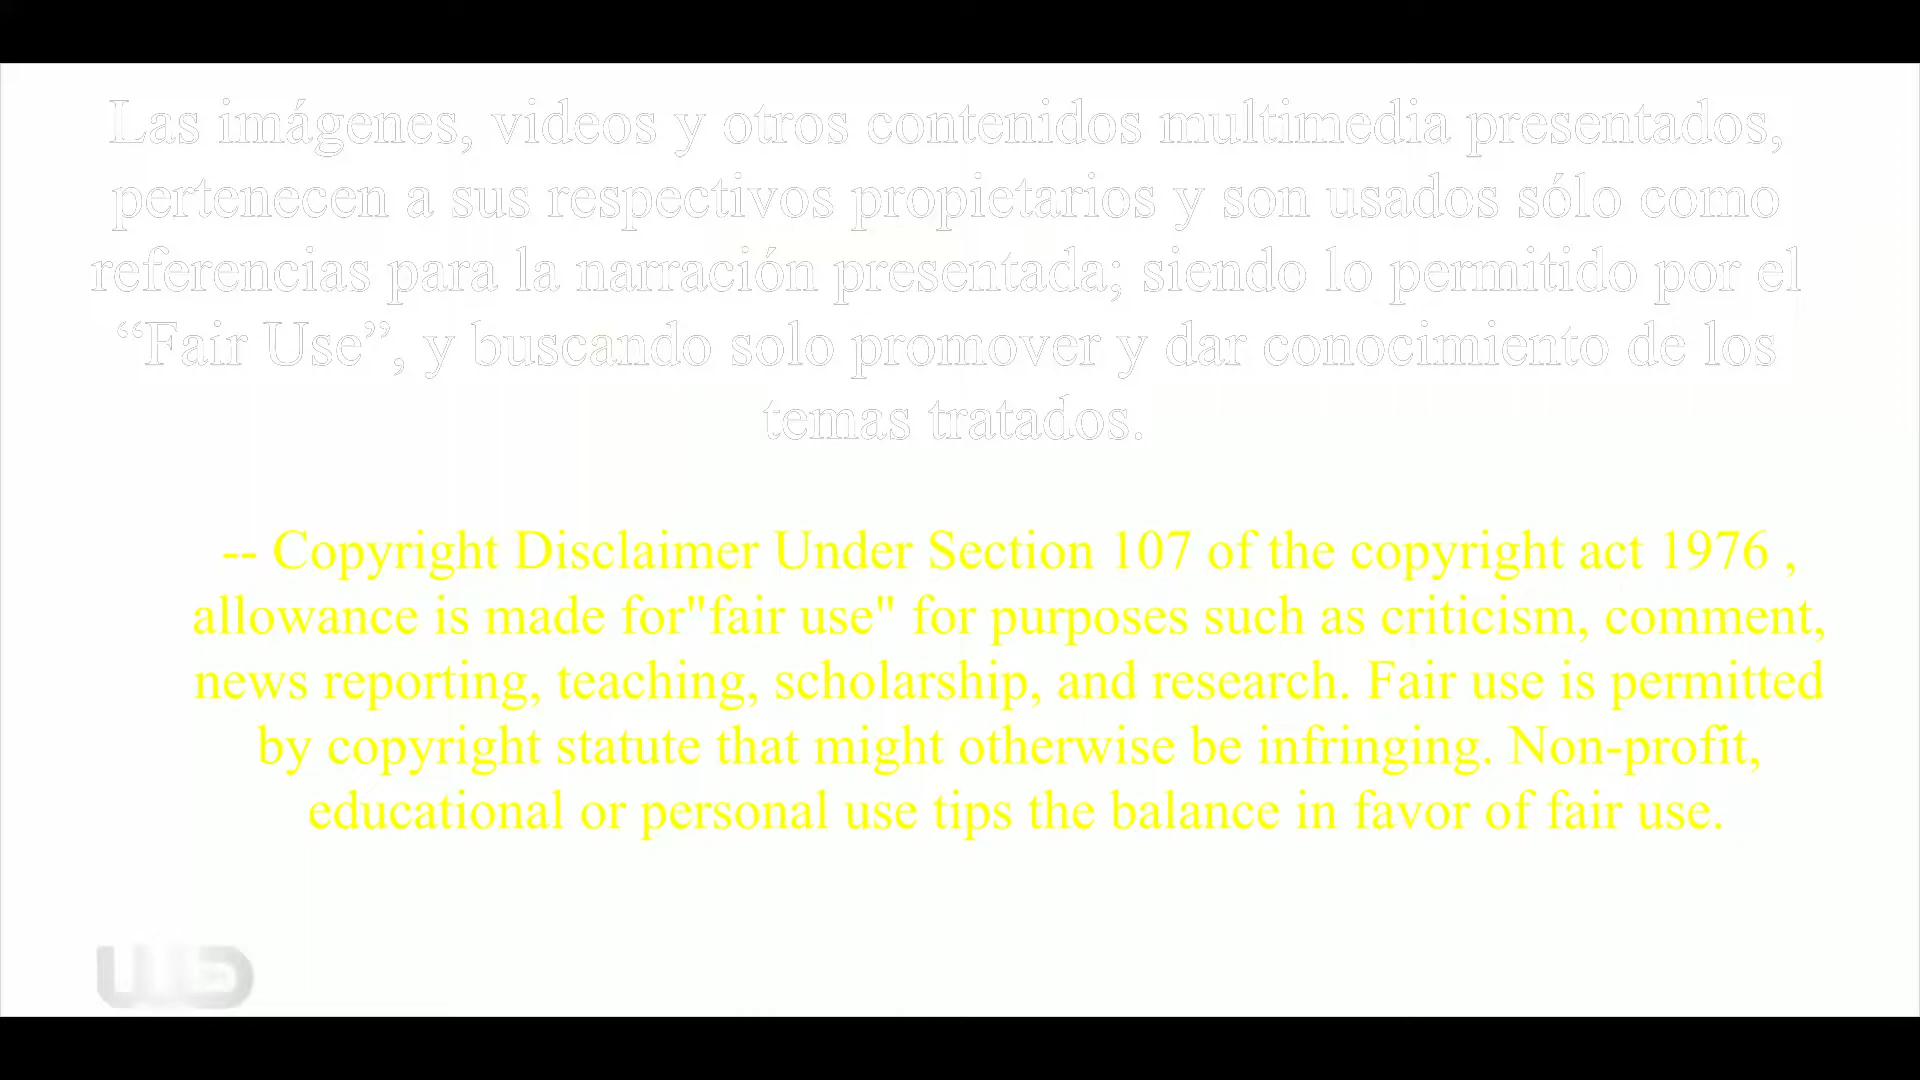 Las imágenes, videos y otros contenidos multimedia presentados,
pertenecen a sus respectivos propietarios y son usados sólo como
referencias para la narración presentada; siendo lo permitido por el
“Fair Use”, y buscando solo promover y dar conocimiento de los
temas tratados.
-- Copyright Disclaimer Under Section 107 of the copyright act 1976 ,
allowance is made for"fair use" for purposes such as criticism, comment,
news reporting, teaching, scholarship, and research. Fair use is permitted
by copyright statute that might otherwise be infringing. Non-profit,
educational or personal use tips the balance in favor of fair use.